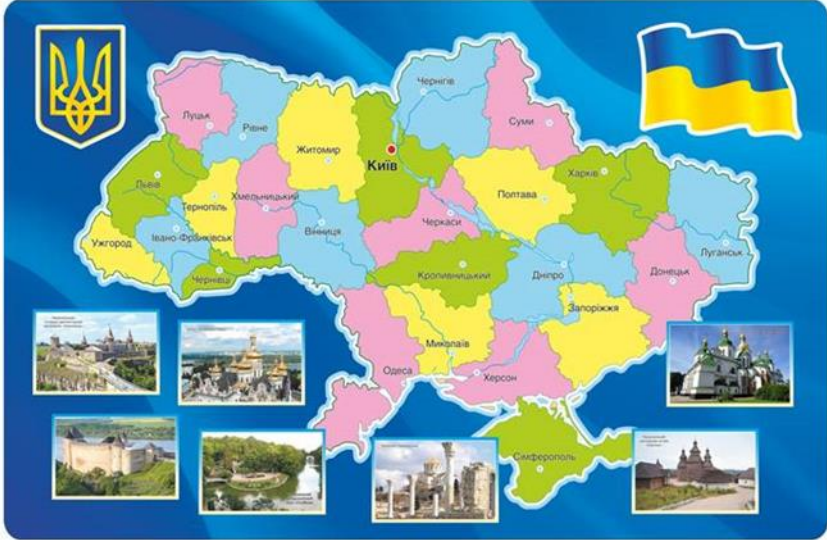 Чернігів
Луцьк
Рівне
Суми
Житомир
Київ
Харків
Львів
Полтава
Хмельницький
Тернопіль
Черкаси
Вінниця
Івано-Франківськ
Ужгород
Луганськ
Чернівці
Кропивницький
Дніпро
Донецьк
Запоріжжя
Миколаїв
Одеса
Херсон
Сімферополь